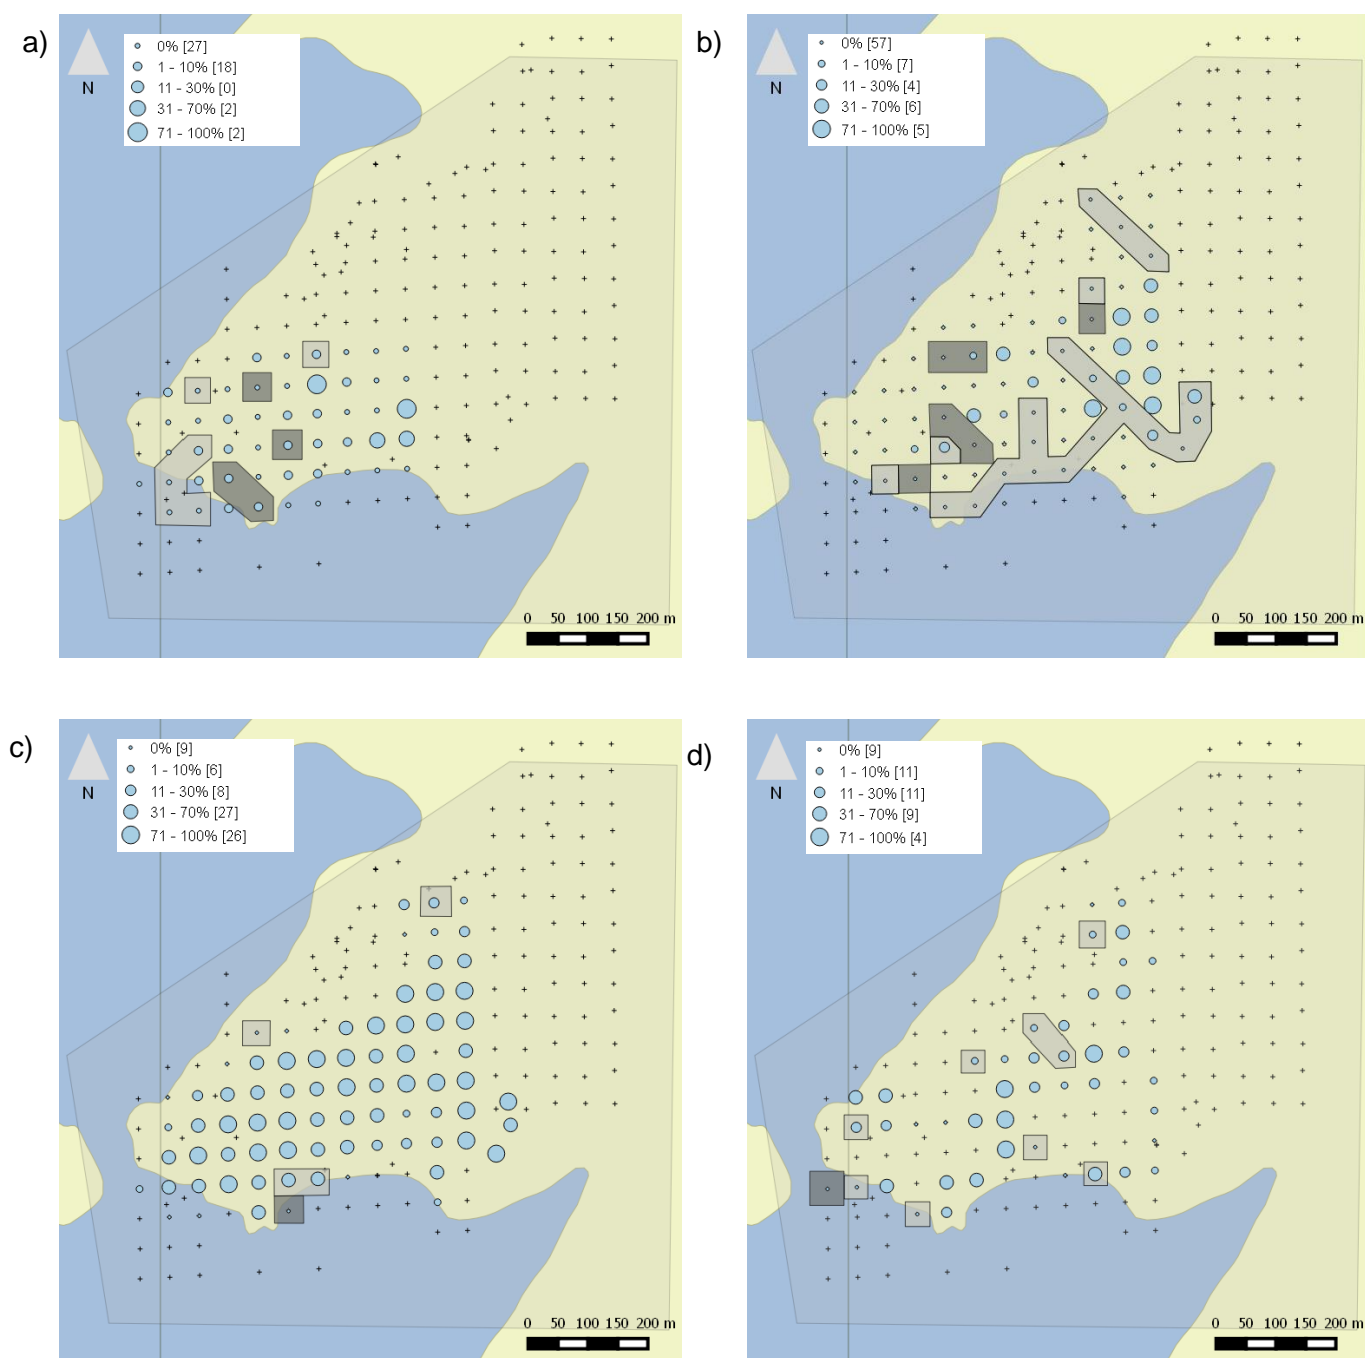 a)
N
0% [27]
1 - 10% [18]
11 - 30% [0]
31 - 70% [2]
71 - 100% [2]
0 50 100 150 200 m
b)
N
0% [57]
1 - 10% [7]
11 - 30% [4]
31 - 70% [6]
71 - 100% [5]
0 50 100 150 200 m
c)
N
0% [9]
1 - 10% [6]
11 - 30% [8]
31 - 70% [27]
71 - 100% [26]
0 50 100 150 200 m
d)
N
0% [9]
1 - 10% [11]
11 - 30% [11]
31 - 70% [9]
71 - 100% [4]
0 50 100 150 200 m